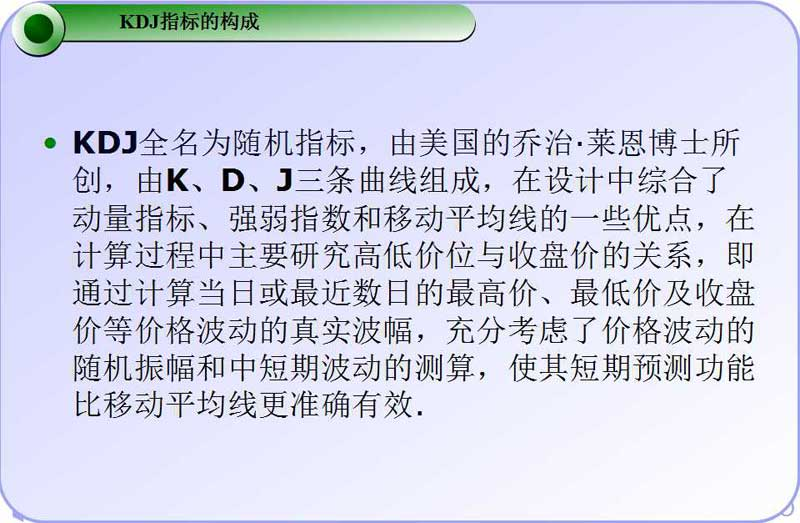 KDJ指标的构成
KDJ全名为随机指标，由美国的乔治·莱恩博士所
创，由K、D、J三条曲线组成，在设计中综合了
动量指标、强弱指数和移动平均线的一些优点，在
计算过程中主要研究高低价位与收盘价的关系，即
通过计算当日或最近数日的最高价、最低价及收盘
价等价格波动的真实波幅，充分考虑了价格波动的
随机振幅和中短期波动的测算，使其短期预测功能
比移动平均线更准确有效.